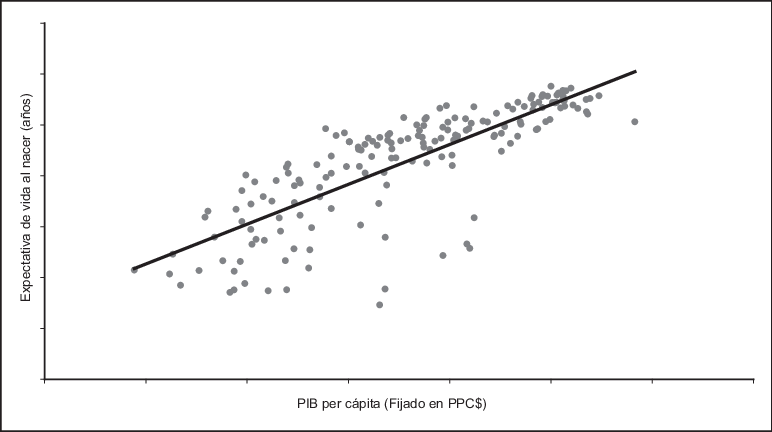 Expectativa de vida al nacer (años)
PIB per cápita (Fijado en PPC$)